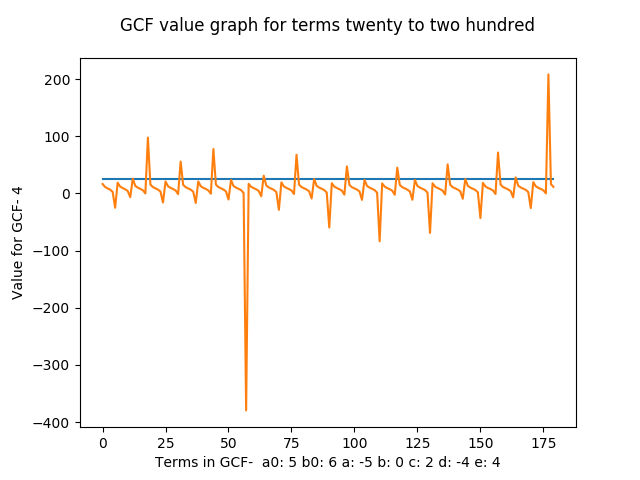 GCF value graph for terms twenty to two hundred
200
100
0
−100
−200
−300
−400
Value for GCF- 4
0 25 50 75 100 125 150 175
Terms in GCF-  a0: 5 b0: 6 a: -5 b: 0 c: 2 d: -4 e: 4